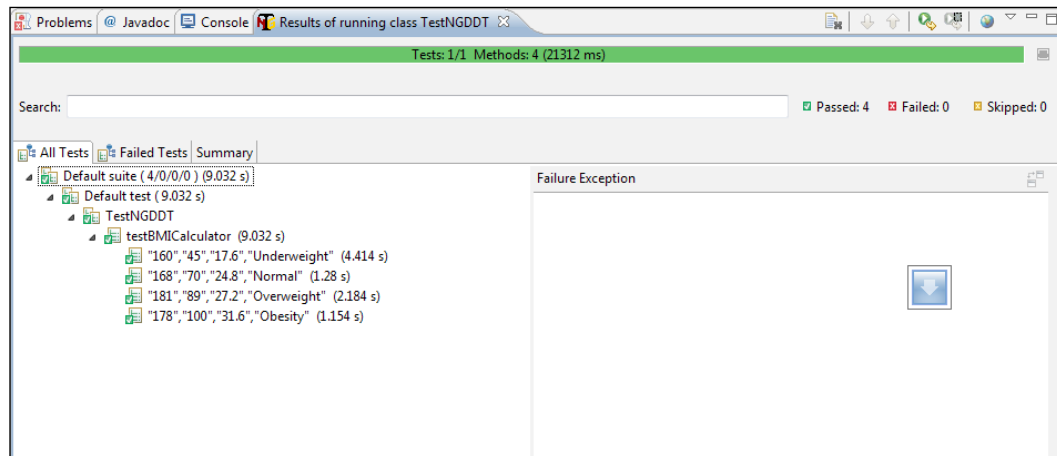 Problems @ Javadoc Console Results of running class TestNGDDT
Tests: 1/1 Methods: 4 (21312 ms)
Search: Passed: 4 Failed: 0 Skipped: 0
All Tests Failed Tests Summary
Default suite ( 4/0/0/0 ) (9.032 s) Failure Exception
Default test ( 9.032 s)
TestNGDDT
testBMICalculator (9.032 s)
"160","45","17.6","Underweight" (4.414 s)
"168","70","24.8","Normal" (1.28 s)
"181","89","27.2","Overweight" (2.184 s)
"178","100","31.6","Obesity" (1.154 s)